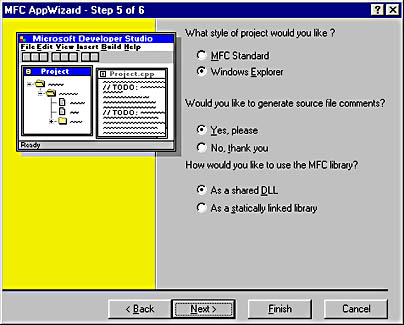 MFC AppWizard - Step 5 of 6
Microsoft Developer Studio
File Edit View Insert Build Help
Project
Project.cpp
// TODO:
// TODO:
Ready
What style of project would you like ?
MFC Standard
Windows Explorer
Would you like to generate source file comments?
Yes, please
No, thank you
How would you like to use the MFC library?
As a shared DLL
As a statically linked library
< Back
Next >
Finish
Cancel